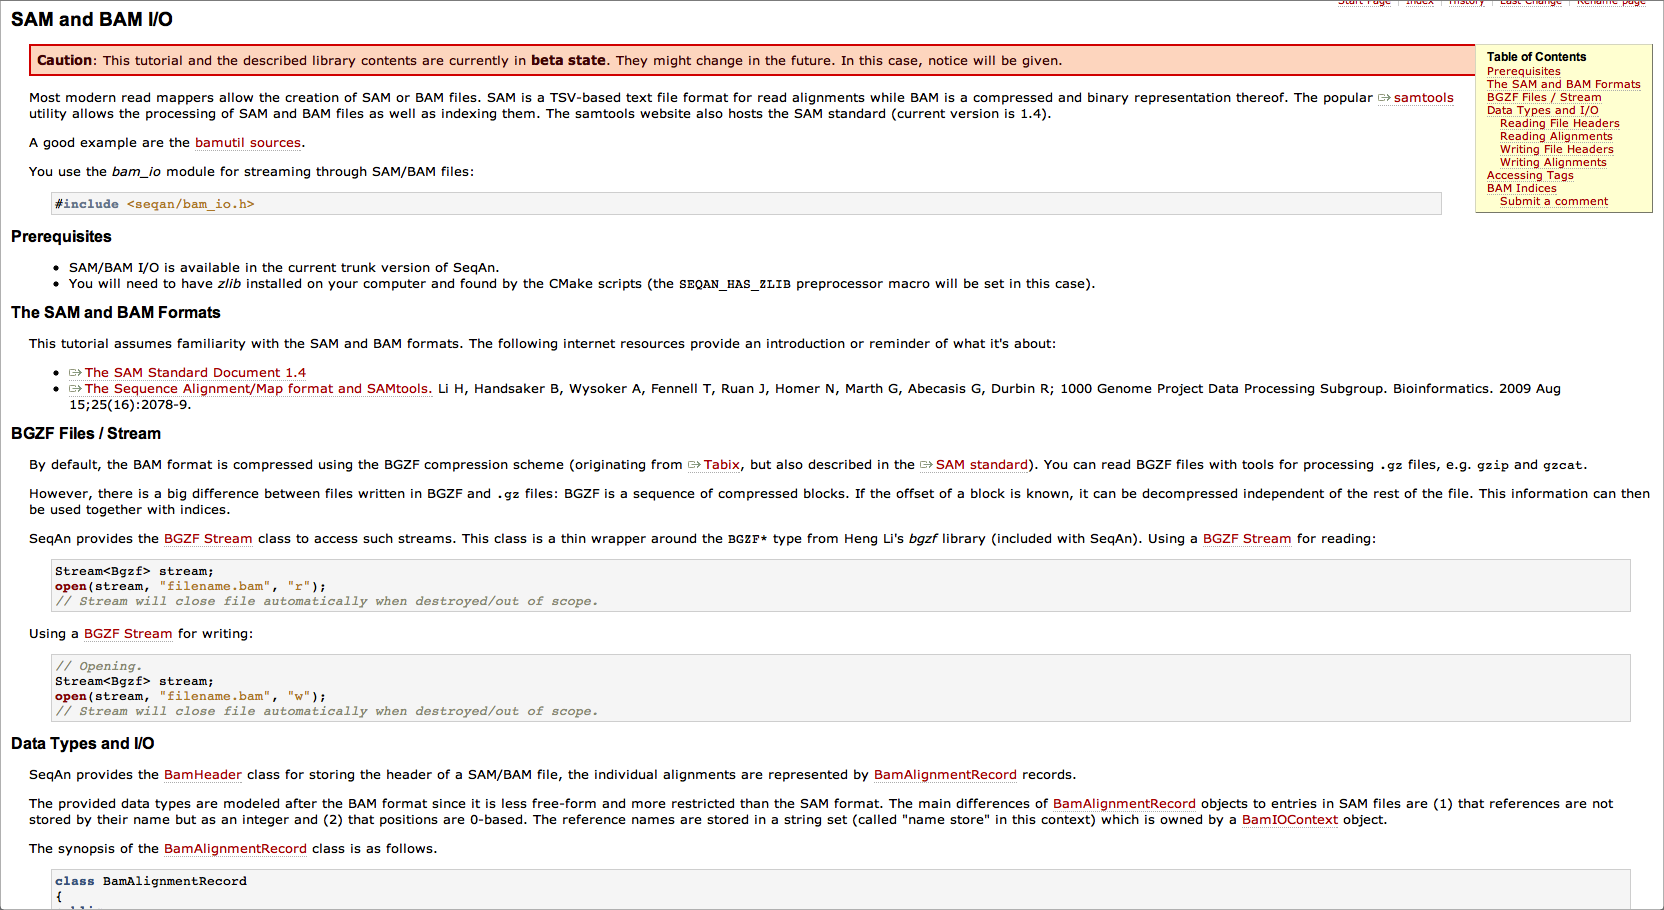 Start Page | Index | History | Last Change | Rename page
SAM and BAM I/O
Caution: This tutorial and the described library contents are currently in beta state. They might change in the future. In this case, notice will be given.
Table of Contents
Prerequisites
The SAM and BAM Formats
BGZF Files / Stream
Data Types and I/O
Reading File Headers
Reading Alignments
Writing File Headers
Writing Alignments
Accessing Tags
BAM Indices
Submit a comment
Most modern read mappers allow the creation of SAM or BAM files. SAM is a TSV-based text file format for read alignments while BAM is a compressed and binary representation thereof. The popular samtools
utility allows the processing of SAM and BAM files as well as indexing them. The samtools website also hosts the SAM standard (current version is 1.4).
A good example are the bamutil sources.
You use the bam_io module for streaming through SAM/BAM files:
#include <seqan/bam_io.h>
Prerequisites
• SAM/BAM I/O is available in the current trunk version of SeqAn.
• You will need to have zlib installed on your computer and found by the CMake scripts (the SEQAN_HAS_ZLIB preprocessor macro will be set in this case).
The SAM and BAM Formats
This tutorial assumes familiarity with the SAM and BAM formats. The following internet resources provide an introduction or reminder of what it's about:
• The SAM Standard Document 1.4
• The Sequence Alignment/Map format and SAMtools. Li H, Handsaker B, Wysoker A, Fennell T, Ruan J, Homer N, Marth G, Abecasis G, Durbin R; 1000 Genome Project Data Processing Subgroup. Bioinformatics. 2009 Aug
15;25(16):2078-9.
BGZF Files / Stream
By default, the BAM format is compressed using the BGZF compression scheme (originating from Tabix, but also described in the SAM standard). You can read BGZF files with tools for processing .gz files, e.g. gzip and gzcat.
However, there is a big difference between files written in BGZF and .gz files: BGZF is a sequence of compressed blocks. If the offset of a block is known, it can be decompressed independent of the rest of the file. This information can then
be used together with indices.
SeqAn provides the BGZF Stream class to access such streams. This class is a thin wrapper around the BGZF* type from Heng Li's bgzf library (included with SeqAn). Using a BGZF Stream for reading:
Stream<Bgzf> stream;
open(stream, "filename.bam", "r");
// Stream will close file automatically when destroyed/out of scope.
Using a BGZF Stream for writing:
// Opening.
Stream<Bgzf> stream;
open(stream, "filename.bam", "w");
// Stream will close file automatically when destroyed/out of scope.
Data Types and I/O
SeqAn provides the BamHeader class for storing the header of a SAM/BAM file, the individual alignments are represented by BamAlignmentRecord records.
The provided data types are modeled after the BAM format since it is less free-form and more restricted than the SAM format. The main differences of BamAlignmentRecord objects to entries in SAM files are (1) that references are not
stored by their name but as an integer and (2) that positions are 0-based. The reference names are stored in a string set (called "name store" in this context) which is owned by a BamIOContext object.
The synopsis of the BamAlignmentRecord class is as follows.
class BamAlignmentRecord
{